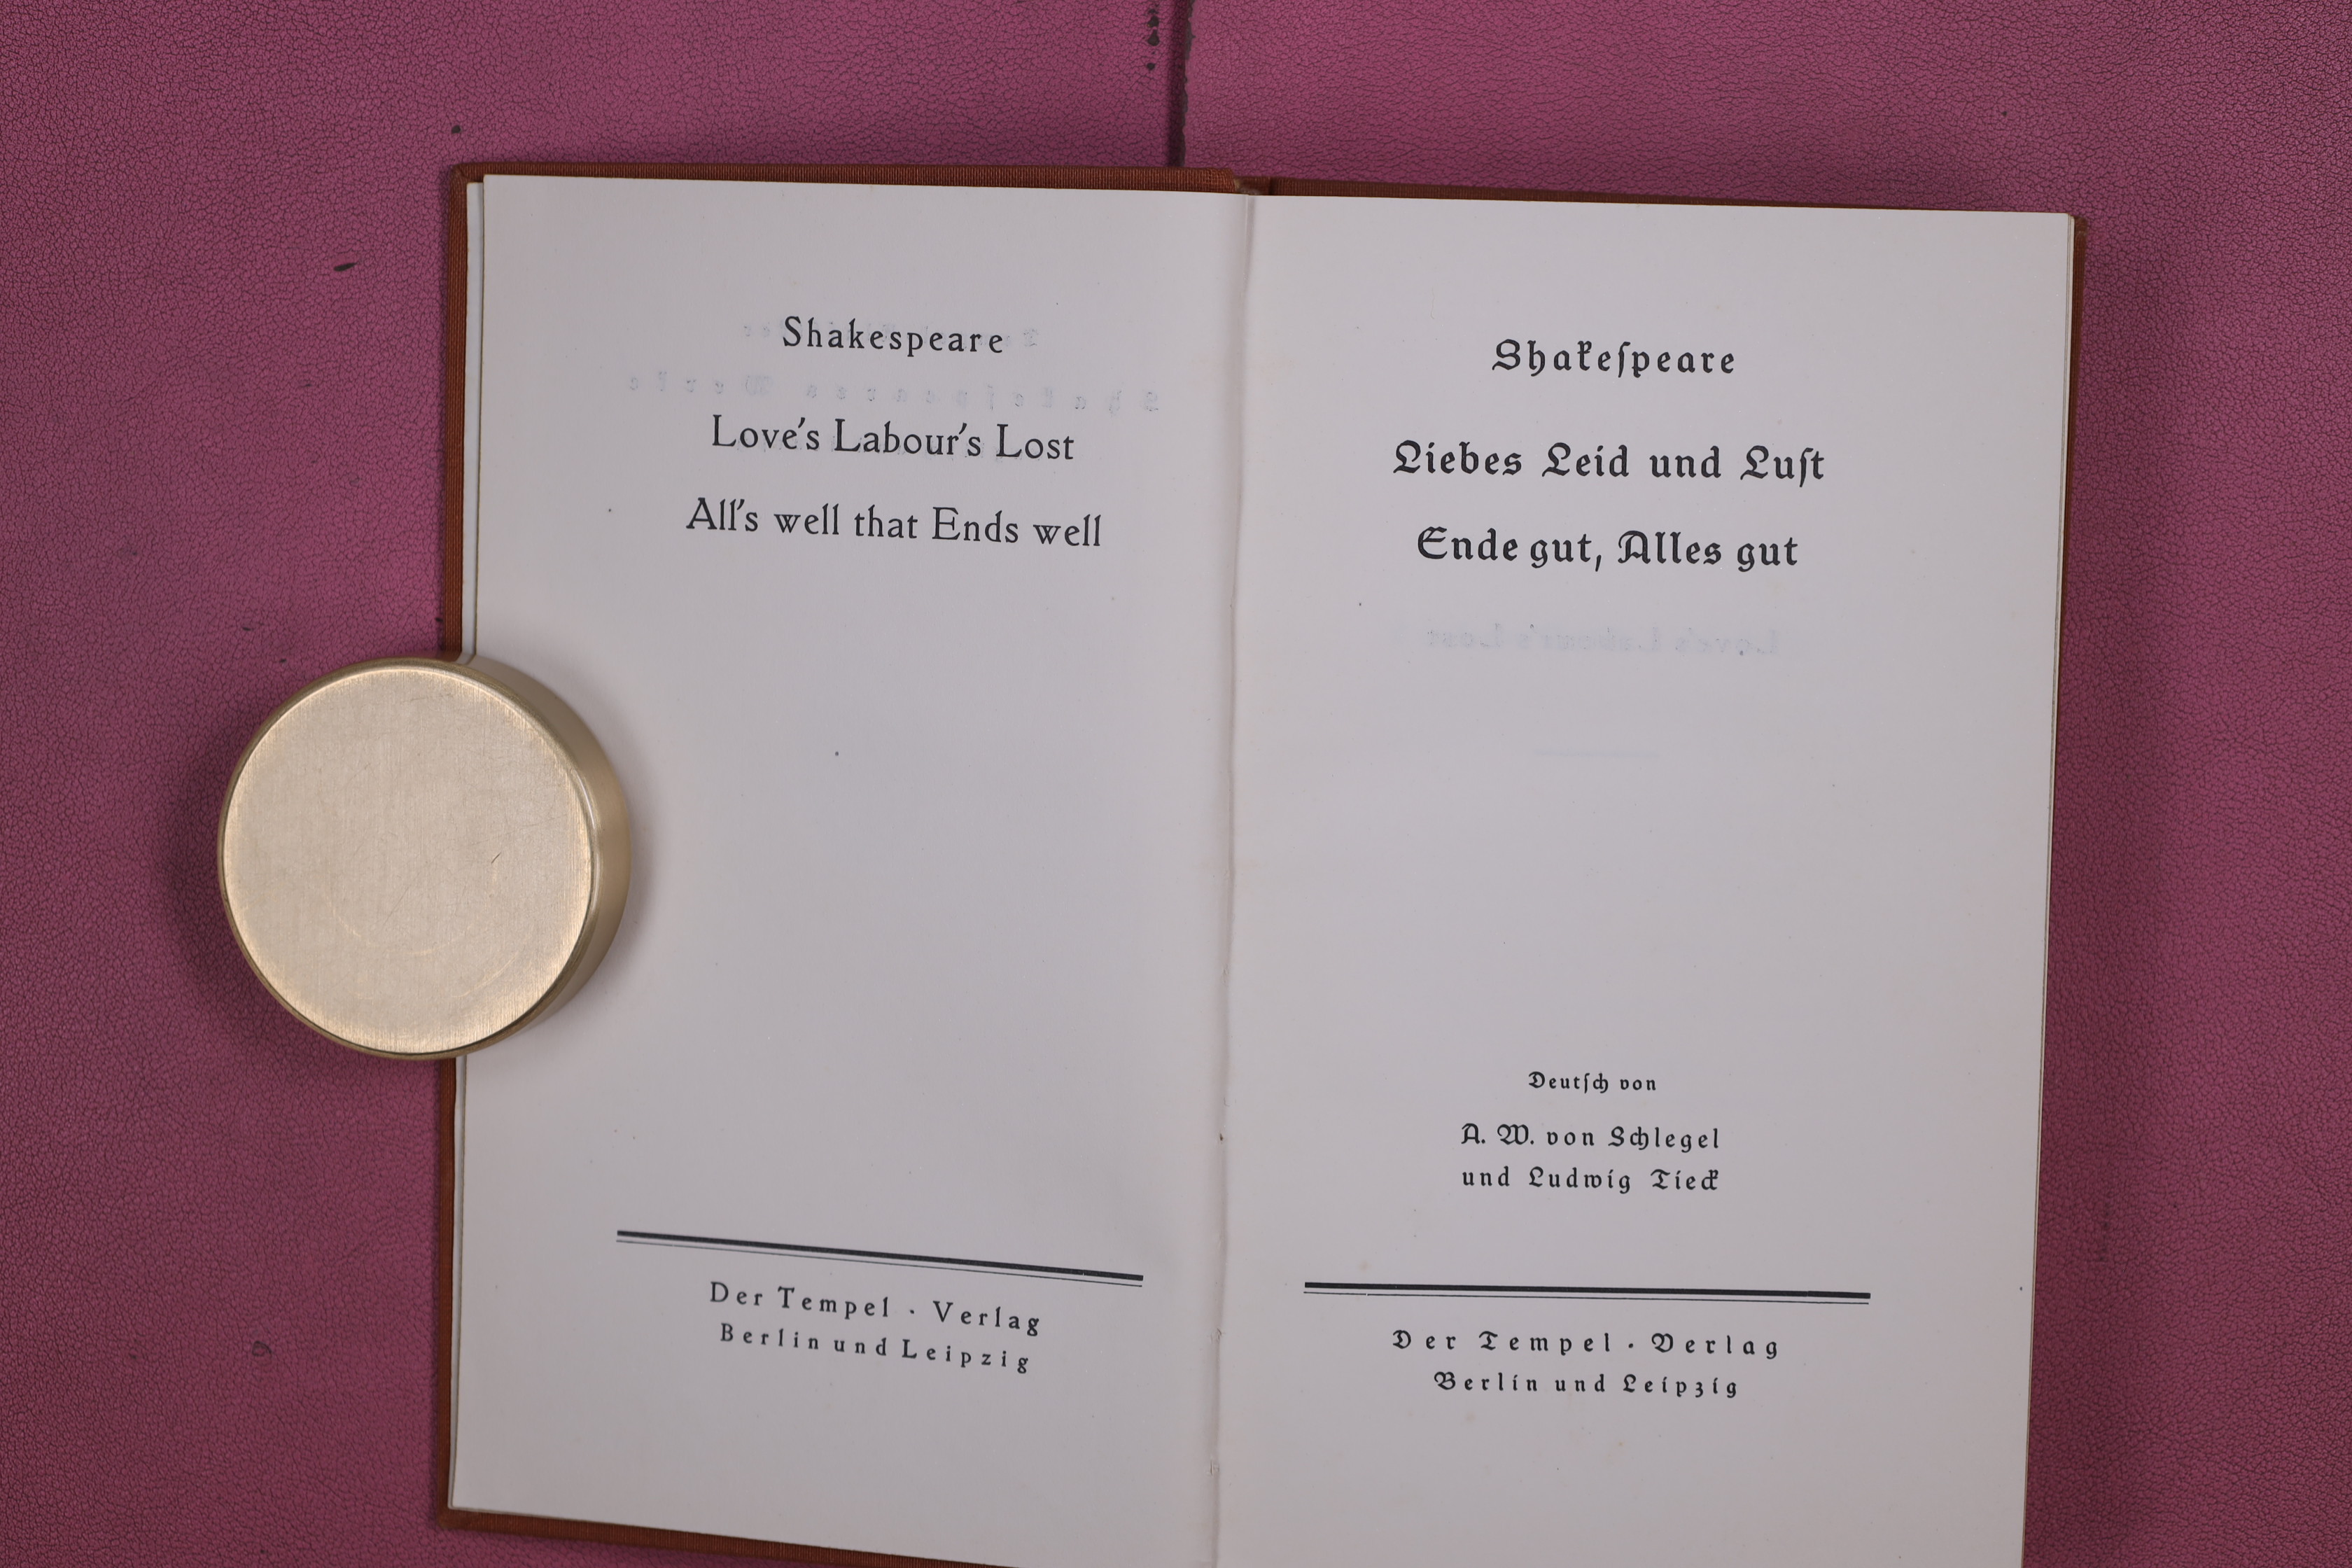 Shakespeare
Love's Labour's Lost
All's well that Ends well
Der Tempel · Verlag
Berlin und Leipzig
Shakeſpeare
Liebes Leid und Luſt
Ende gut, Alles gut
Deutſch von
A. W. von Schlegel
und Ludwig Tieck
Der Tempel · Verlag
Berlin und Leipzig